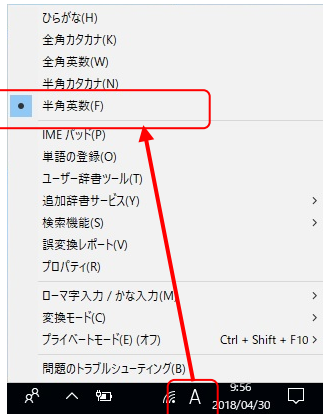 ひらがな(H)
全角カタカナ(K)
全角英数(W)
半角カタカナ(N)
半角英数(F)
IME パッド(P)
単語の登録(O)
ユーザー辞書ツール(T)
追加辞書サービス(Y)
検索機能(S)
誤変換レポート(V)
プロパティ(R)
ローマ字入力 / かな入力(M)
変換モード(C)
プライベートモード(E) (オフ) Ctrl + Shift + F10
問題のトラブルシューティング(B)
A
9:56
2018/04/30